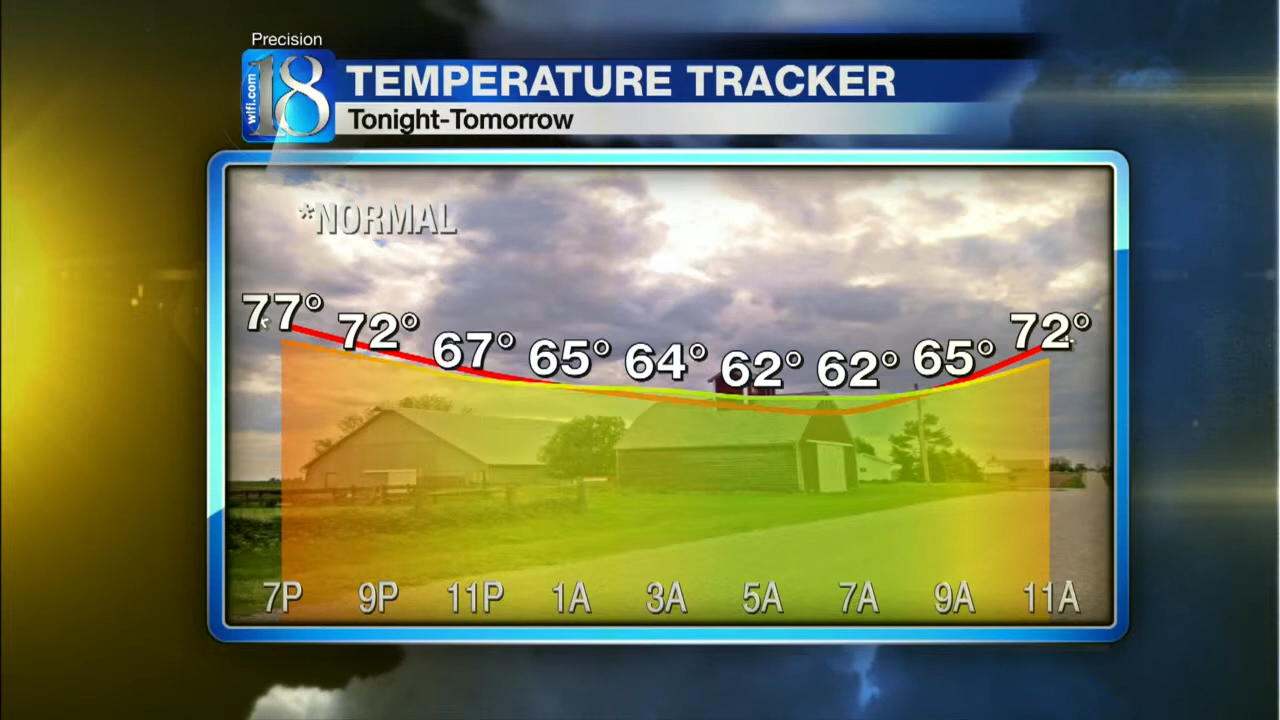 Precision
wlfi.com
18
TEMPERATURE TRACKER
Tonight-Tomorrow
*NORMAL
77° 72° 67° 65° 64° 62° 62° 65° 72°
7P 9P 11P 1A 3A 5A 7A 9A 11A